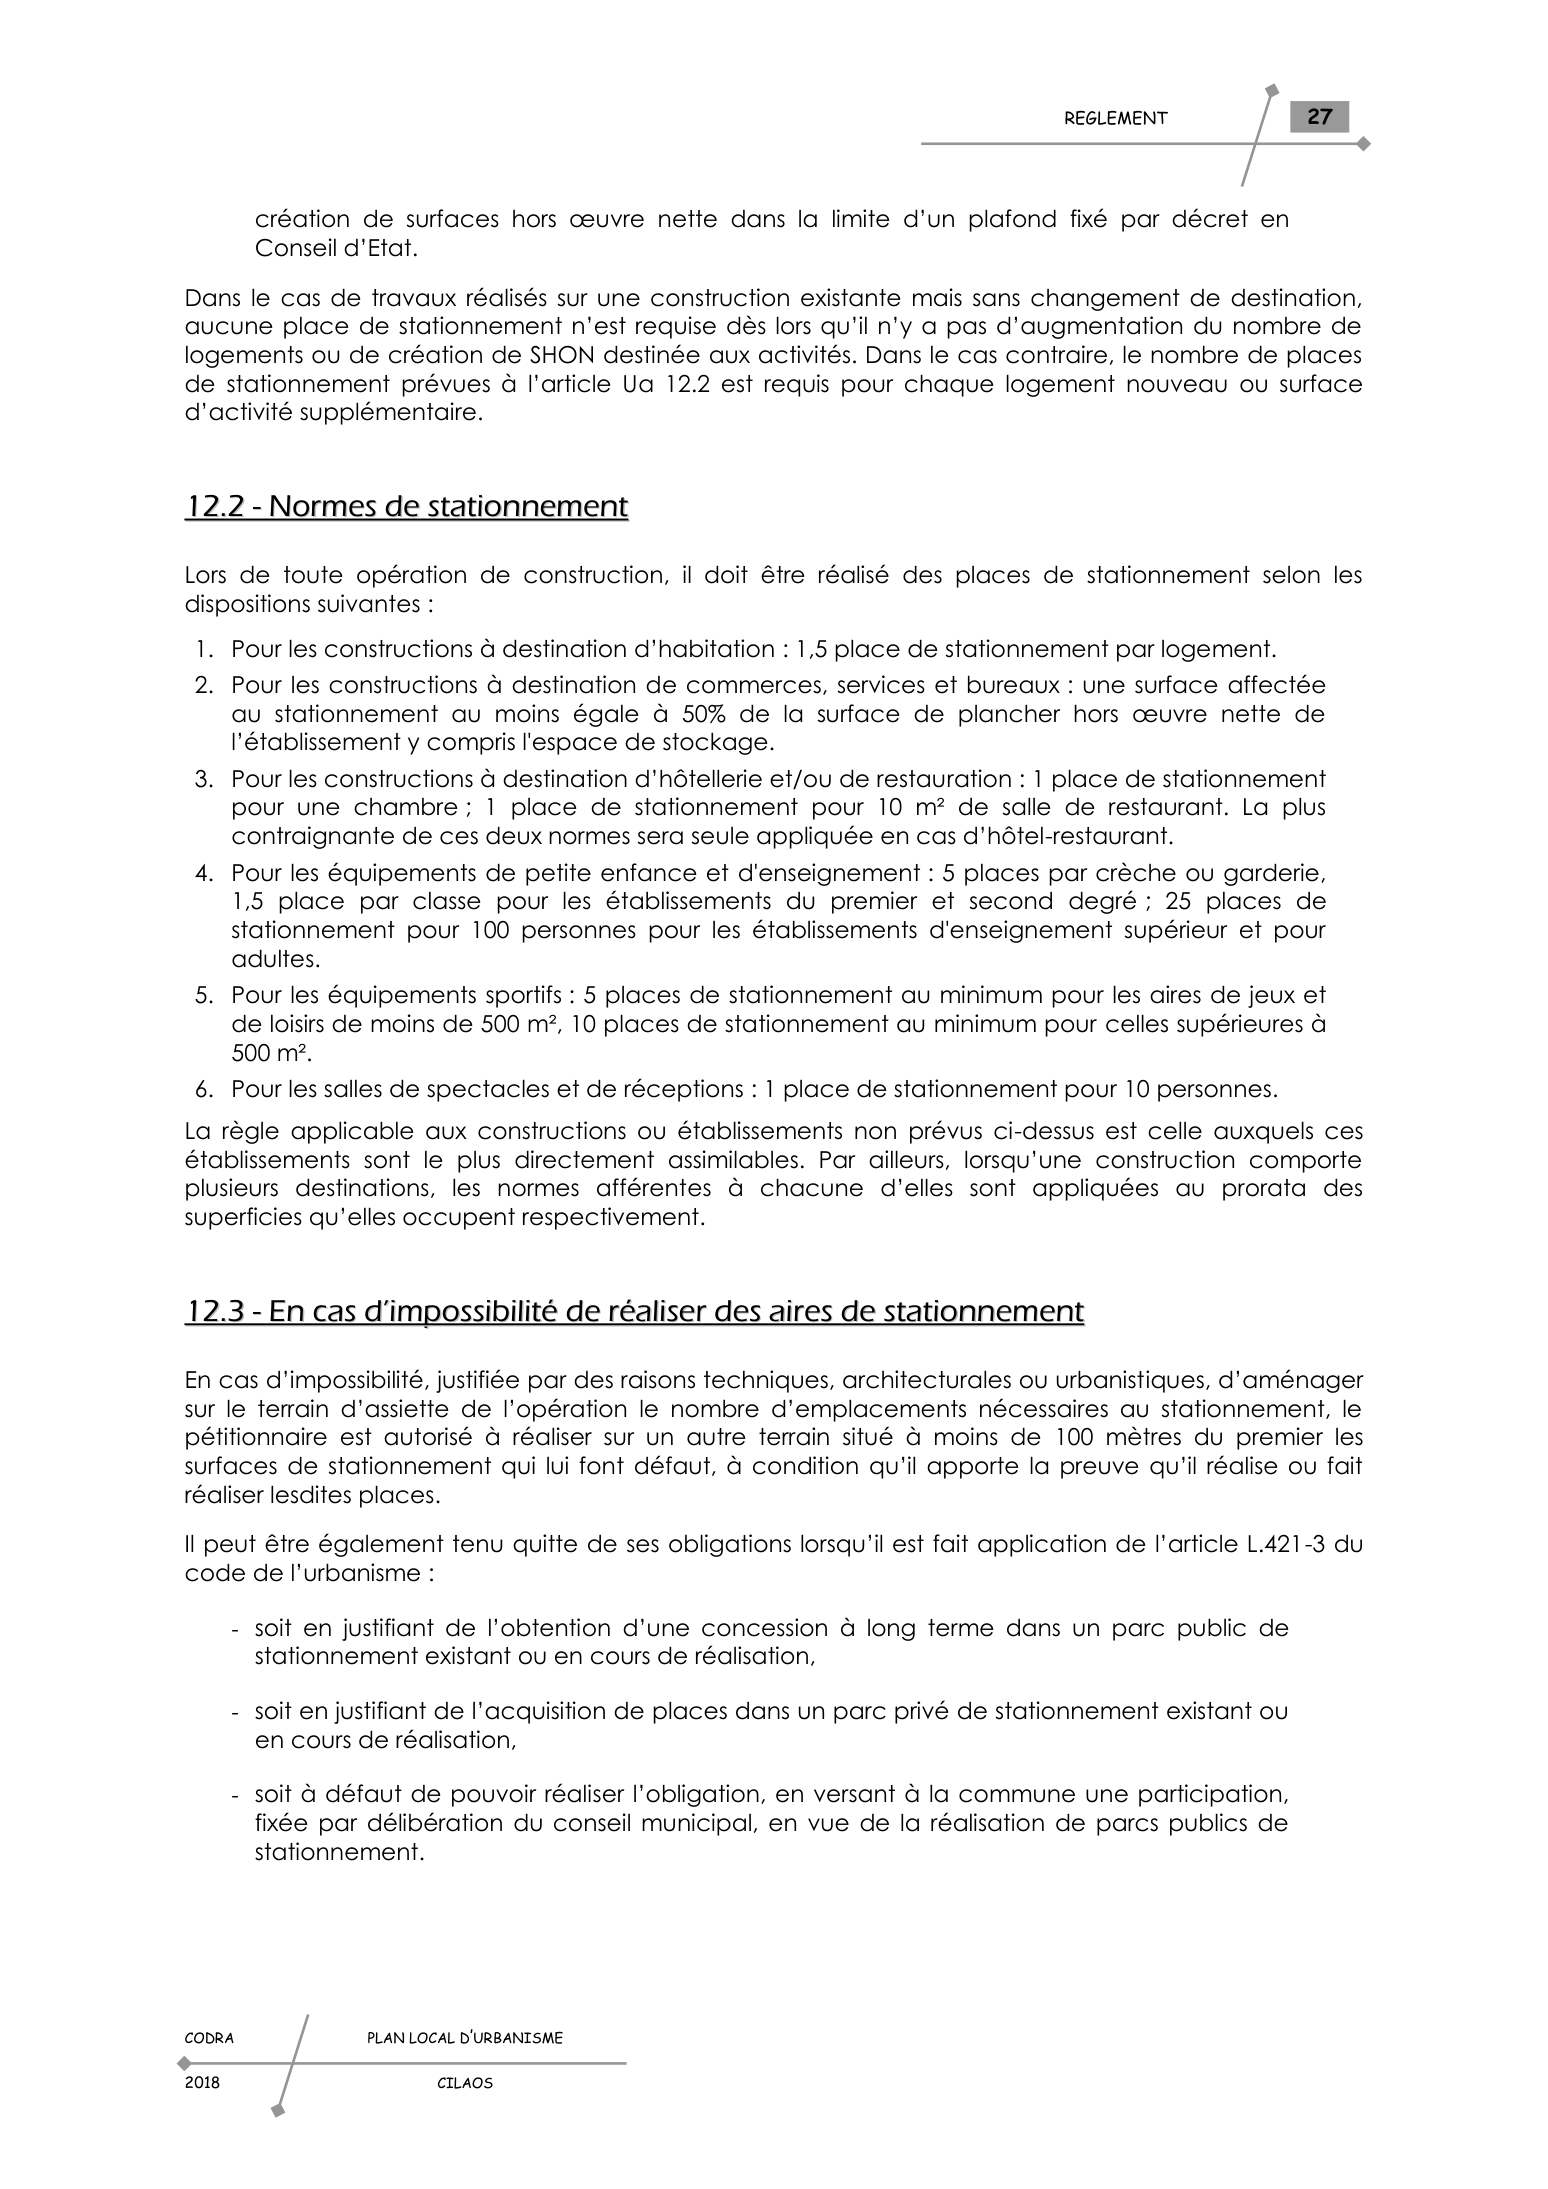 REGLEMENT 27
création de surfaces hors œuvre nette dans la limite d’un plafond fixé par décret en
Conseil d’Etat.
Dans le cas de travaux réalisés sur une construction existante mais sans changement de destination,
aucune place de stationnement n’est requise dès lors qu’il n’y a pas d’augmentation du nombre de
logements ou de création de SHON destinée aux activités. Dans le cas contraire, le nombre de places
de stationnement prévues à l’article Ua 12.2 est requis pour chaque logement nouveau ou surface
d’activité supplémentaire.
12.2 - Normes de stationnement
Lors de toute opération de construction, il doit être réalisé des places de stationnement selon les
dispositions suivantes :
1. Pour les constructions à destination d’habitation : 1,5 place de stationnement par logement.
2. Pour les constructions à destination de commerces, services et bureaux : une surface affectée
au stationnement au moins égale à 50% de la surface de plancher hors œuvre nette de
l’établissement y compris l'espace de stockage.
3. Pour les constructions à destination d’hôtellerie et/ou de restauration : 1 place de stationnement
pour une chambre ; 1 place de stationnement pour 10 m² de salle de restaurant. La plus
contraignante de ces deux normes sera seule appliquée en cas d’hôtel-restaurant.
4. Pour les équipements de petite enfance et d'enseignement : 5 places par crèche ou garderie,
1,5 place par classe pour les établissements du premier et second degré ; 25 places de
stationnement pour 100 personnes pour les établissements d'enseignement supérieur et pour
adultes.
5. Pour les équipements sportifs : 5 places de stationnement au minimum pour les aires de jeux et
de loisirs de moins de 500 m², 10 places de stationnement au minimum pour celles supérieures à
500 m².
6. Pour les salles de spectacles et de réceptions : 1 place de stationnement pour 10 personnes.
La règle applicable aux constructions ou établissements non prévus ci-dessus est celle auxquels ces
établissements sont le plus directement assimilables. Par ailleurs, lorsqu’une construction comporte
plusieurs destinations, les normes afférentes à chacune d’elles sont appliquées au prorata des
superficies qu’elles occupent respectivement.
12.3 - En cas d’impossibilité de réaliser des aires de stationnement
En cas d’impossibilité, justifiée par des raisons techniques, architecturales ou urbanistiques, d’aménager
sur le terrain d’assiette de l’opération le nombre d’emplacements nécessaires au stationnement, le
pétitionnaire est autorisé à réaliser sur un autre terrain situé à moins de 100 mètres du premier les
surfaces de stationnement qui lui font défaut, à condition qu’il apporte la preuve qu’il réalise ou fait
réaliser lesdites places.
Il peut être également tenu quitte de ses obligations lorsqu’il est fait application de l’article L.421-3 du
code de l’urbanisme :
- soit en justifiant de l’obtention d’une concession à long terme dans un parc public de
stationnement existant ou en cours de réalisation,
- soit en justifiant de l’acquisition de places dans un parc privé de stationnement existant ou
en cours de réalisation,
- soit à défaut de pouvoir réaliser l’obligation, en versant à la commune une participation,
fixée par délibération du conseil municipal, en vue de la réalisation de parcs publics de
stationnement.
CODRA PLAN LOCAL D’URBANISME
2018 CILAOS